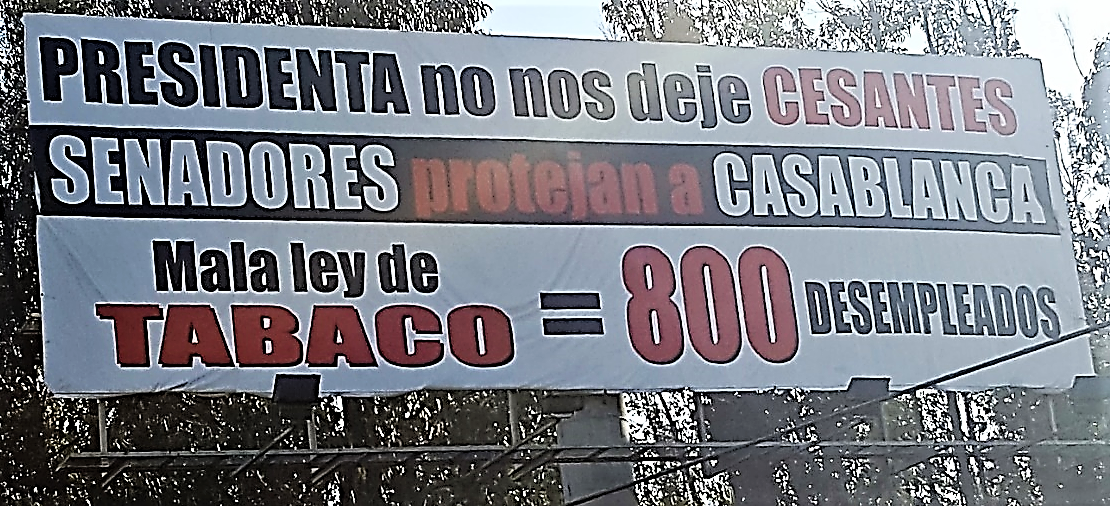 PRESIDENTA no nos deje CESANTES
SENADORES protejan a CASABLANCA
Mala ley de
TABACO = 800 DESEMPLEADOS